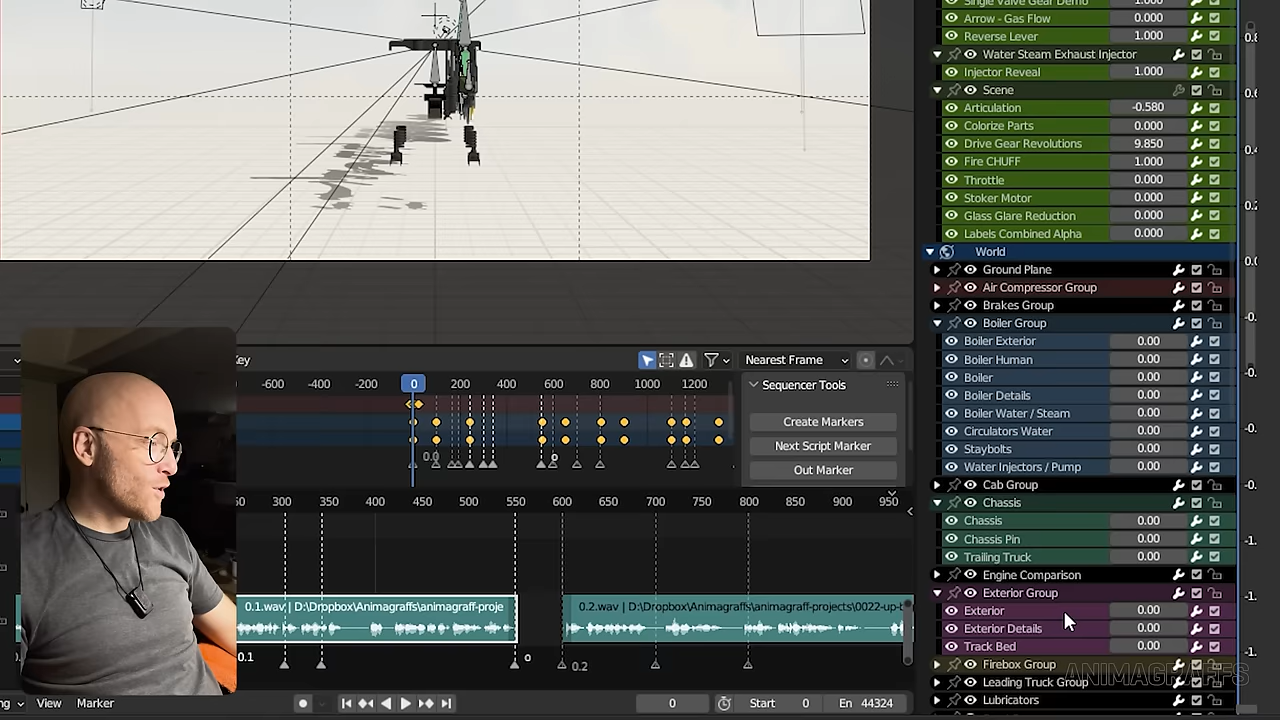 Single Valve Gear Demo 1.000
Arrow - Gas Flow 0.000
Reverse Lever 1.000
Water Steam Exhaust Injector
Injector Reveal 1.000
Scene
Articulation -0.580
Colorize Parts 0.000
Drive Gear Revolutions 9.850
Fire CHUFF 1.000
Throttle 0.000
Stoker Motor 0.000
Glass Glare Reduction 0.000
Labels Combined Alpha 0.000
World
Ground Plane
Air Compressor Group
Brakes Group
Boiler Group
Boiler Exterior 0.00
Boiler Human 0.00
Boiler 0.00
Boiler Details 0.00
Boiler Water / Steam 0.00
Circulators Water 0.00
Staybolts 0.00
Water Injectors / Pump 0.00
Cab Group
Chassis
Chassis 0.00
Chassis Pin 0.00
Trailing Truck 0.00
Engine Comparison
Exterior Group
Exterior 0.00
Exterior Details 0.00
Track Bed 0.00
Firebox Group
Leading Truck Group
Lubricators
ANIMAGRAFFS
Key
Nearest Frame
-600 -400 -200 0 200 400 600 800 1000 1200
Sequencer Tools
Create Markers
Next Script Marker
Out Marker
0.0 0
400 450 500 550 600 650 700 750 800 850 900 950
0.1.wav | D:\Drpbox\Animagraffs\animagraff-proje
0.2.wav | D:\Dropbox\Animagraffs\animagraff-projects\0022-up-b
0.1 0 0.2
View Marker
0 Start 0 En 44324